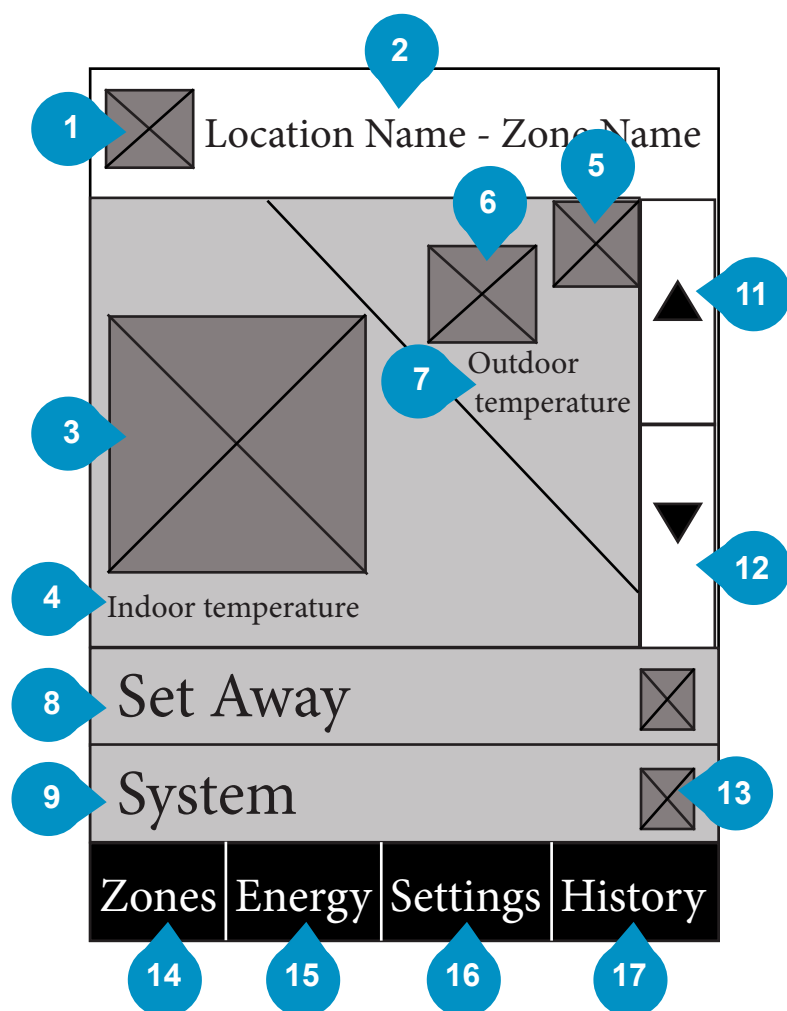 2
1
Location Name - Zone Name
5
6
11
Outdoor
7
temperature
3
12
4
Indoor temperature
8
Set Away
9
System
13
Zones Energy Settings History
14 15 16 17